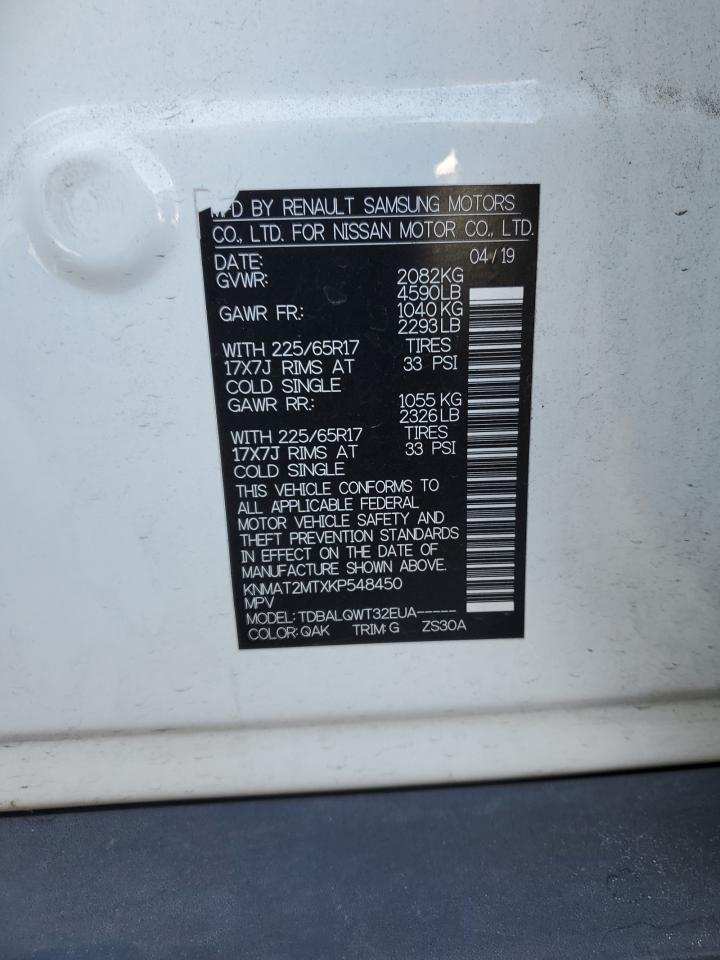 MFD BY RENAULT SAMSUNG MOTORS
CO., LTD. FOR NISSAN MOTOR CO., LTD.
DATE: 04/19
GVWR: 2082KG
4590LB
GAWR FR.: 1040KG
2293LB
WITH 225/65R17 TIRES
17X7J RIMS AT 33 PSI
COLD SINGLE
GAWR RR.: 1055KG
2326LB
WITH 225/65R17 TIRES
17X7J RIMS AT 33 PSI
COLD SINGLE
THIS VEHICLE CONFORMS TO
ALL APPLICABLE FEDERAL
MOTOR VEHICLE SAFETY AND
THEFT PREVENTION STANDARDS
IN EFFECT ON THE DATE OF
MANUFACTURE SHOWN ABOVE.
KNMAT2MTXKP548450
MPV
MODEL: TDBALQWT32EUA-----
COLOR: QAK TRIM: G ZS30A